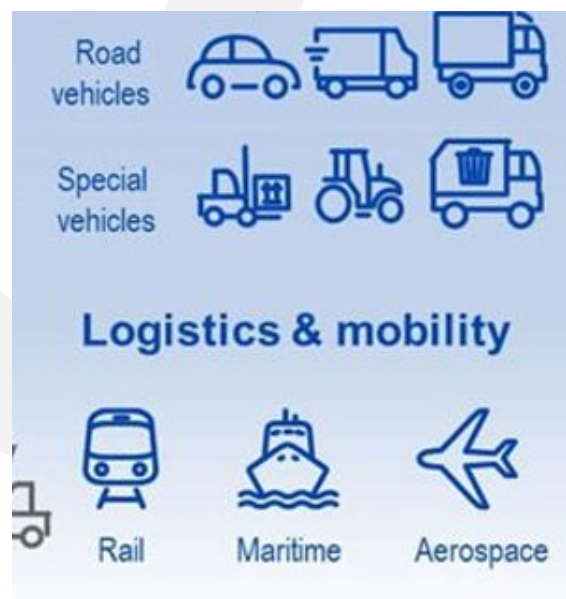 Road
vehicles
Special
vehicles
Logistics & mobility
Rail
Maritime
Aerospace